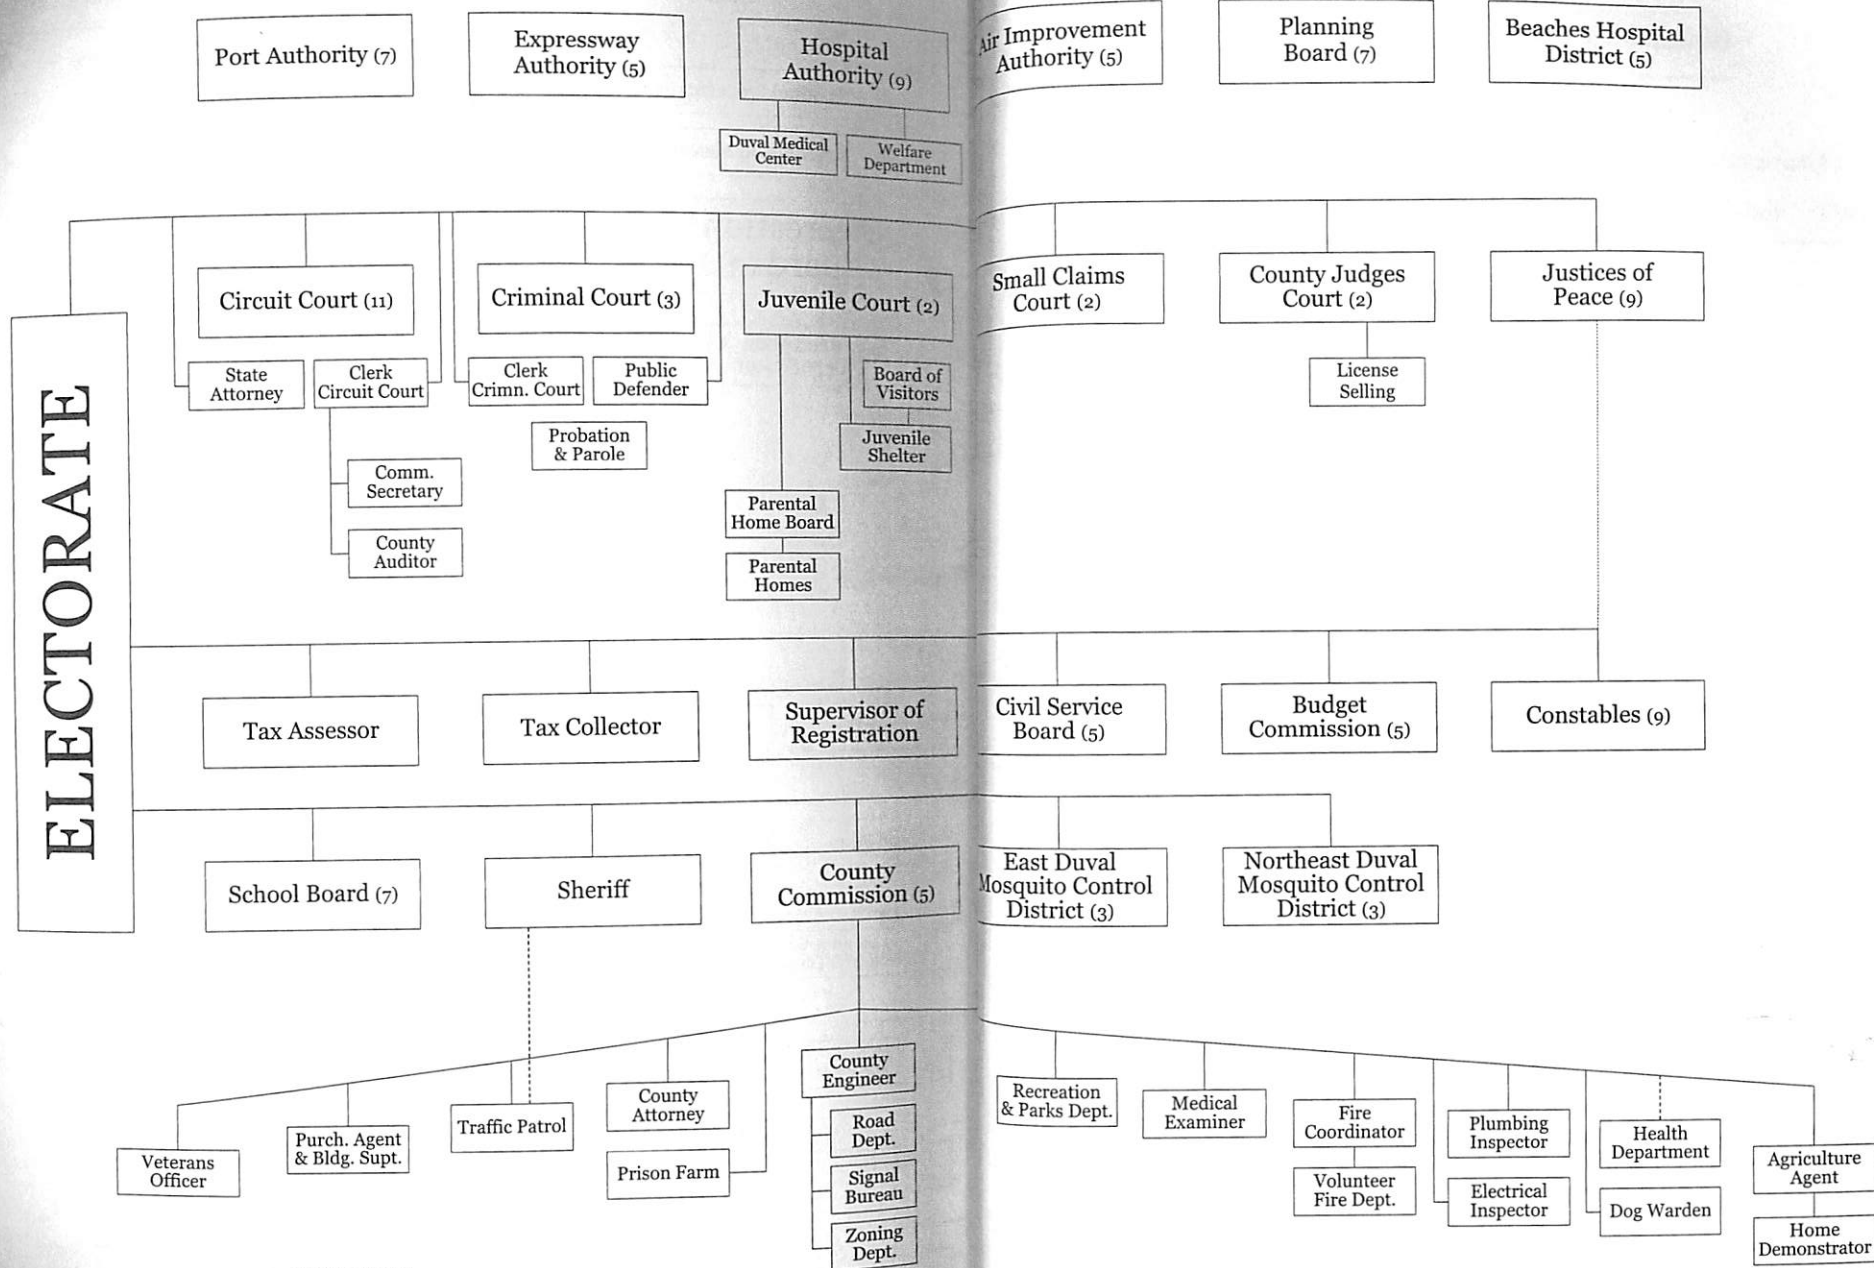 Port Authority (7)
Expressway
Authority (5)
Hospital
Authority (9)
Air Improvement
Authority (5)
Planning
Board (7)
Beaches Hospital
District (5)
Duval Medical
Center
Welfare
Department
ELECTORATE
Circuit Court (11)
Criminal Court (3)
Juvenile Court (2)
Small Claims
Court (2)
County Judges
Court (2)
Justices of
Peace (9)
State
Attorney
Clerk
Circuit Court
Clerk
Crimn. Court
Public
Defender
Board of
Visitors
License
Selling
Probation
& Parole
Juvenile
Shelter
Comm.
Secretary
County
Auditor
Parental
Home Board
Parental
Homes
Tax Assessor
Tax Collector
Supervisor of
Registration
Civil Service
Board (5)
Budget
Commission (5)
Constables (9)
School Board (7)
Sheriff
County
Commission (5)
East Duval
Mosquito Control
District (3)
Northeast Duval
Mosquito Control
District (3)
Veterans
Officer
Purch. Agent
& Bldg. Supt.
Traffic Patrol
County
Attorney
Prison Farm
County
Engineer
Road
Dept.
Signal
Bureau
Zoning
Dept.
Recreation
& Parks Dept.
Medical
Examiner
Fire
Coordinator
Volunteer
Fire Dept.
Plumbing
Inspector
Electrical
Inspector
Health
Department
Dog Warden
Agriculture
Agent
Home
Demonstrator